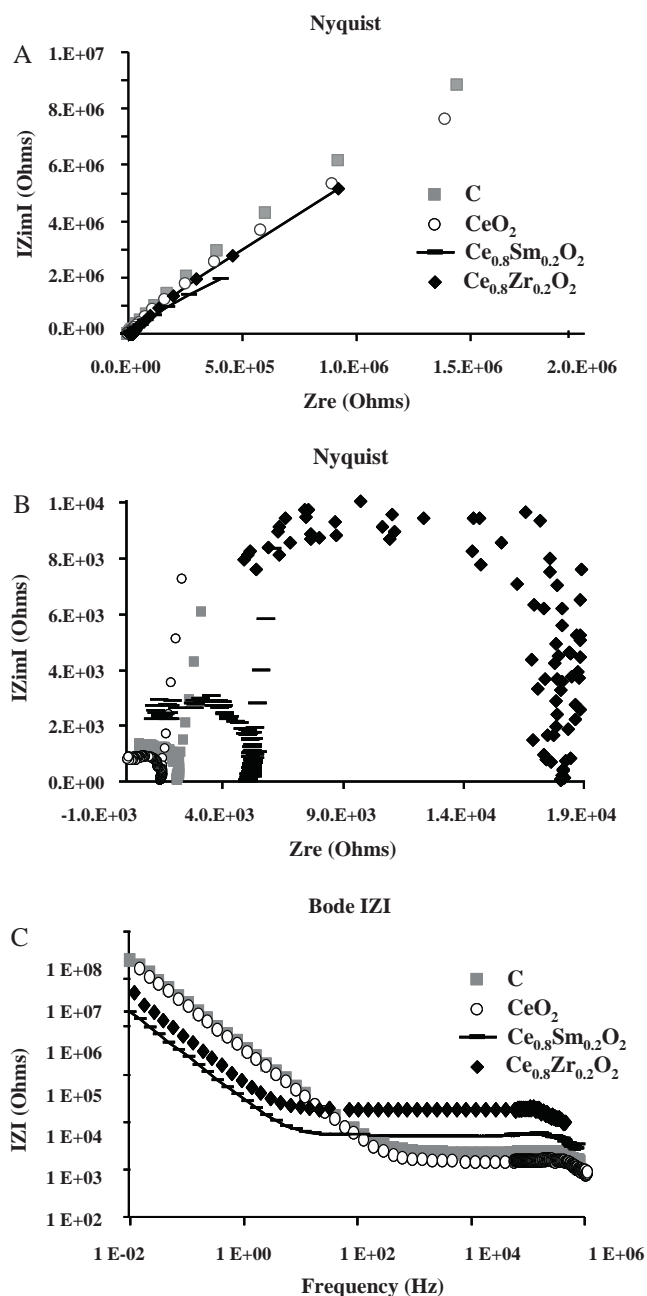 Nyquist
A
1.E+07
8.E+06
6.E+06
4.E+06
2.E+06
0.E+00
IZimI (Ohms)
C
CeO2
Ce0.8Sm0.2O2
Ce0.8Zr0.2O2
0.0.E+00 5.E+05 1.0.E+06 1.5.E+06 2.0.E+06
Zre (Ohms)
Nyquist
B
1.E+04
8.E+03
6.E+03
4.E+03
2.E+03
0.E+00
IZimI (Ohms)
-1.0.E+03 4.0.E+03 9.0.E+03 1.4.E+04 1.9.E+04
Zre (Ohms)
Bode IZI
C
1 E+08
1 E+07
1 E+06
1 E+05
1 E+04
1 E+03
1 E+02
IZI (Ohms)
C
CeO2
Ce0.8Sm0.2O2
Ce0.8Zr0.2O2
1 E-02 1 E+00 1 E+02 1 E+04 1 E+06
Frequency (Hz)